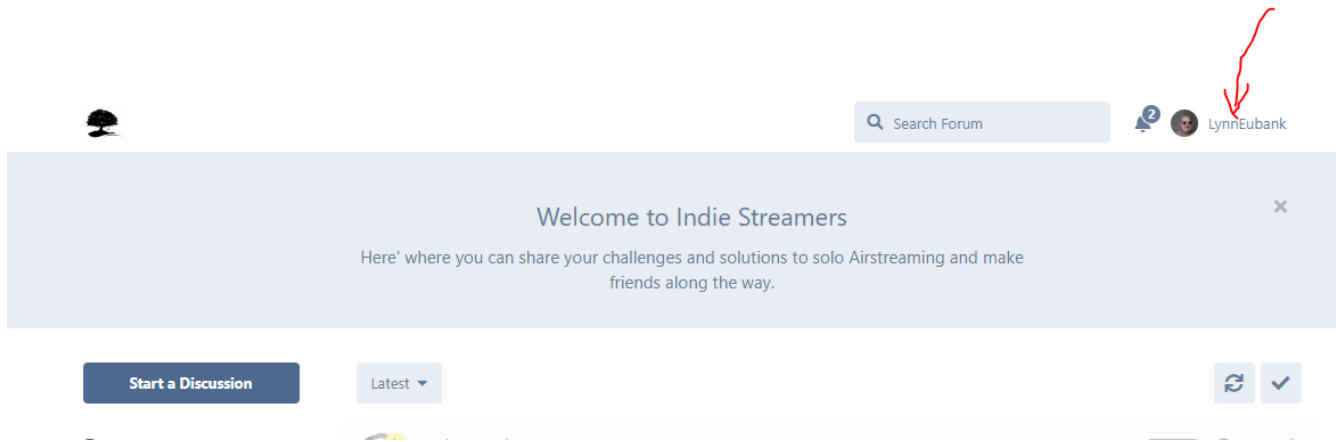 Search Forum
2
LynnEubank
Welcome to Indie Streamers
Here' where you can share your challenges and solutions to solo Airstreaming and make
friends along the way.
Start a Discussion
Latest